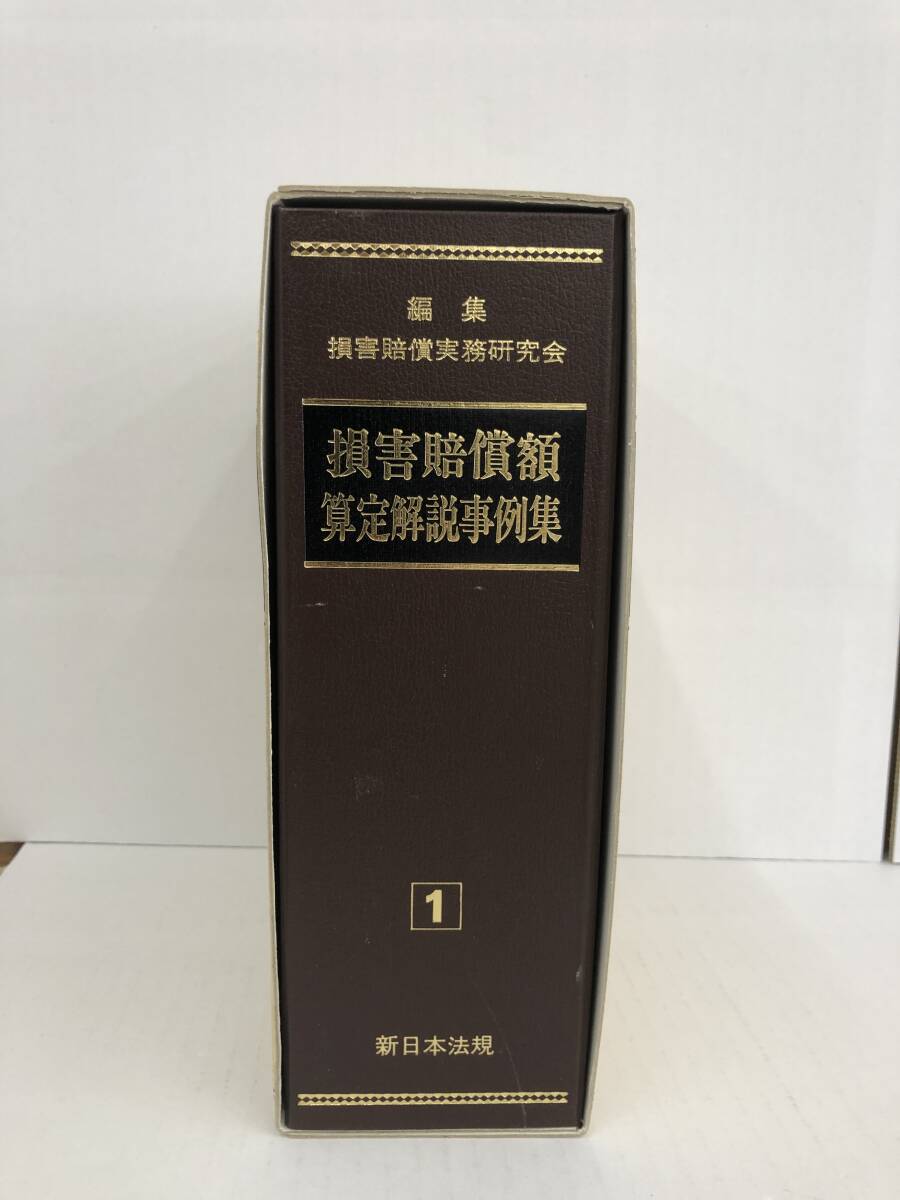 編集
損害賠償実務研究会
損害賠償額
算定解説事例集
1
新日本法規